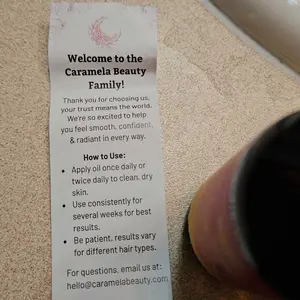 Welcome to the
Caramela Beauty
Family!
Thank you for choosing us,
your trust means the world.
We're so excited to help
you feel smooth, confident,
& radiant in every way.
How to Use:
• Apply oil once daily or
twice daily to clean, dry
skin.
• Use consistently for
several weeks for best
results.
• Be patient, results vary
for different hair types.
For questions, email us at:
hello@caramelabeauty.com